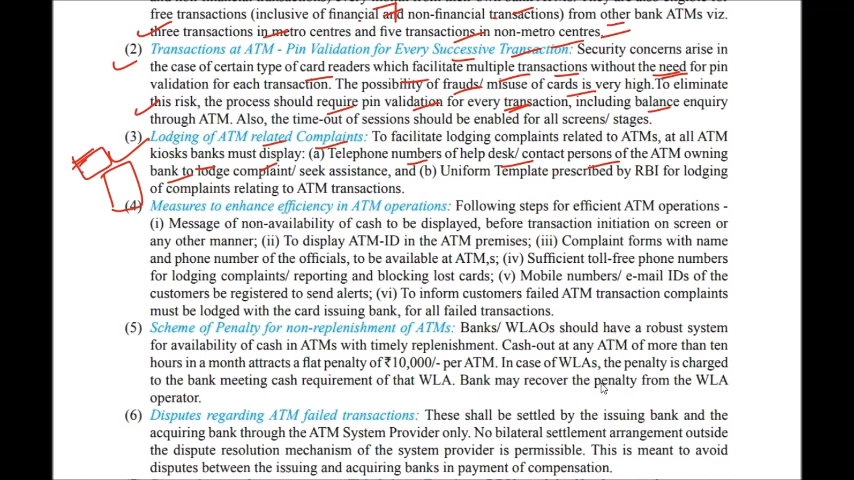 and non-financial transactions) every month from their own bank ATMs. They are also eligible for
free transactions (inclusive of financial and non-financial transactions) from other bank ATMs viz.
three transactions in metro centres and five transactions in non-metro centres.
(2) Transactions at ATM - Pin Validation for Every Successive Transaction: Security concerns arise in
the case of certain type of card readers which facilitate multiple transactions without the need for pin
validation for each transaction. The possibility of frauds/ misuse of cards is very high.To eliminate
this risk, the process should require pin validation for every transaction, including balance enquiry
through ATM. Also, the time-out of sessions should be enabled for all screens/ stages.
(3) Lodging of ATM related Complaints: To facilitate lodging complaints related to ATMs, at all ATM
kiosks banks must display: (a) Telephone numbers of help desk/ contact persons of the ATM owning
bank to lodge complaint/ seek assistance, and (b) Uniform Template prescribed by RBI for lodging
of complaints relating to ATM transactions.
(4) Measures to enhance efficiency in ATM operations: Following steps for efficient ATM operations -
(i) Message of non-availability of cash to be displayed, before transaction initiation on screen or
any other manner; (ii) To display ATM-ID in the ATM premises; (iii) Complaint forms with name
and phone number of the officials, to be available at ATM,s; (iv) Sufficient toll-free phone numbers
for lodging complaints/ reporting and blocking lost cards; (v) Mobile numbers/ e-mail IDs of the
customers be registered to send alerts; (vi) To inform customers failed ATM transaction complaints
must be lodged with the card issuing bank, for all failed transactions.
(5) Scheme of Penalty for non-replenishment of ATMs: Banks/ WLAOs should have a robust system
for availability of cash in ATMs with timely replenishment. Cash-out at any ATM of more than ten
hours in a month attracts a flat penalty of ₹10,000/- per ATM. In case of WLAs, the penalty is charged
to the bank meeting cash requirement of that WLA. Bank may recover the penalty from the WLA
operator.
(6) Disputes regarding ATM failed transactions: These shall be settled by the issuing bank and the
acquiring bank through the ATM System Provider only. No bilateral settlement arrangement outside
the dispute resolution mechanism of the system provider is permissible. This is meant to avoid
disputes between the issuing and acquiring banks in payment of compensation.